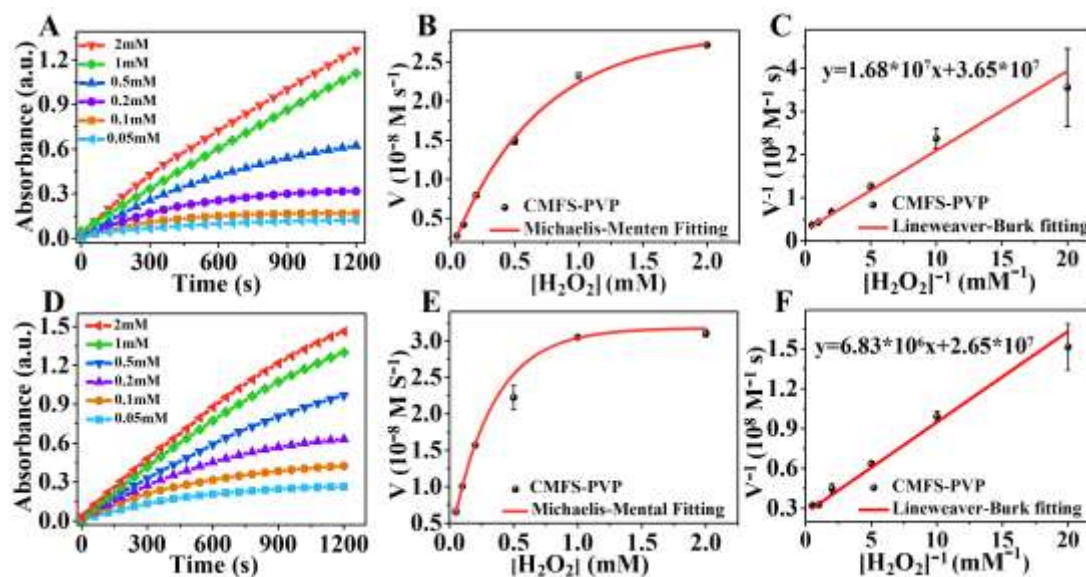 A
Absorbance (a.u.)
1.2
0.9
0.6
0.3
0.0
2mM
1mM
0.5mM
0.2mM
0.1mM
0.05mM
0 300 600 900 1200
Time (s)
B
V (10⁻⁸ M s⁻¹)
2.5
2.0
1.5
1.0
0.5
CMFS-PVP
Michaelis-Menten Fitting
0.0 0.5 1.0 1.5 2.0
[H₂O₂] (mM)
C
V⁻¹ (10⁸ M⁻¹ s)
4
3
2
1
0
y=1.68*10⁷x+3.65*10⁷
CMFS-PVP
Lineweaver-Burk fitting
0 5 10 15 20
[H₂O₂]⁻¹ (mM⁻¹)
D
Absorbance (a.u.)
1.5
1.2
0.9
0.6
0.3
0.0
2mM
1mM
0.5mM
0.2mM
0.1mM
0.05mM
0 300 600 900 1200
Time (s)
E
V (10⁻⁸ M S⁻¹)
3.0
2.5
2.0
1.5
1.0
0.5
CMFS-PVP
Michaelis-Mental Fitting
0.0 0.5 1.0 1.5 2.0
[H₂O₂] (mM)
F
V⁻¹ (10⁸ M⁻¹ s)
1.5
1.2
0.9
0.6
0.3
y=6.83*10⁶x+2.65*10⁷
CMFS-PVP
Lineweaver-Burk fitting
0 5 10 15 20
[H₂O₂]⁻¹ (mM⁻¹)